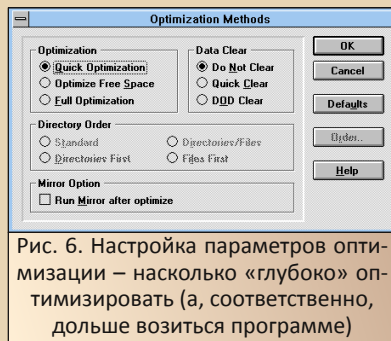 Optimization Methods
Optimization
Quick Optimization
Optimize Free Space
Full Optimization
Data Clear
Do Not Clear
Quick Clear
DOD Clear
OK
Cancel
Defaults
Order...
Help
Directory Order
Standard
Directories/Files
Directories First
Files First
Mirror Option
Run Mirror after optimize
Рис. 6. Настройка параметров опти-
мизации – насколько «глубоко» оп-
тимизировать (а, соответственно,
дольше возиться программе)